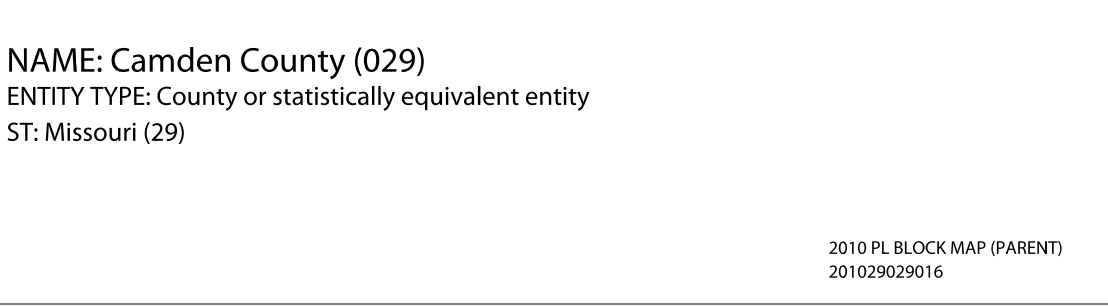 NAME: Camden County (029)
ENTITY TYPE: County or statistically equivalent entity
ST: Missouri (29)
2010 PL BLOCK MAP (PARENT)
201029029016